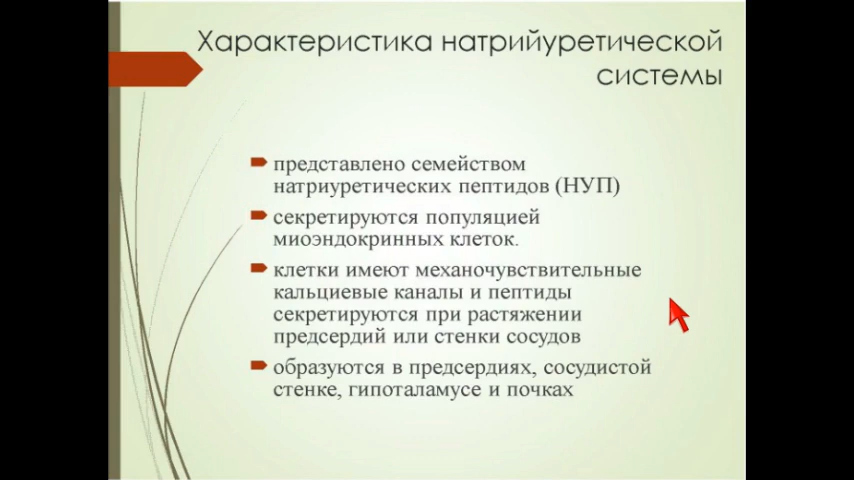 Характеристика натрийуретической
системы
представлено семейством
натриуретических пептидов (НУП)
секретируются популяцией
миоэндокринных клеток.
клетки имеют механочувствительные
кальциевые каналы и пептиды
секретируются при растяжении
предсердий или стенки сосудов
образуются в предсердиях, сосудистой
стенке, гипоталамусе и почках